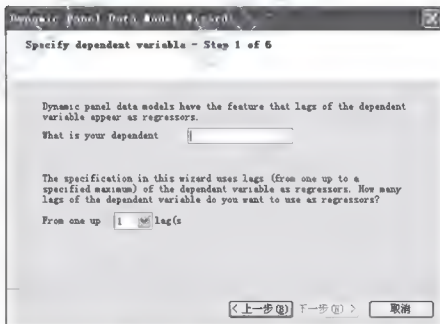 Dynamic Panel Data Model Wizard
Specify dependent variable - Step 1 of 6
Dynamic panel data models have the feature that lags of the dependent
variable appear as regressors.
What is your dependent
The specification in this wizard uses lags (from one up to a
specified maximum) of the dependent variable as regressors. How many
lags of the dependent variable do you want to use as regressors?
From one up 1 lag(s
< 上一步(B) 下一步(N) > 取消